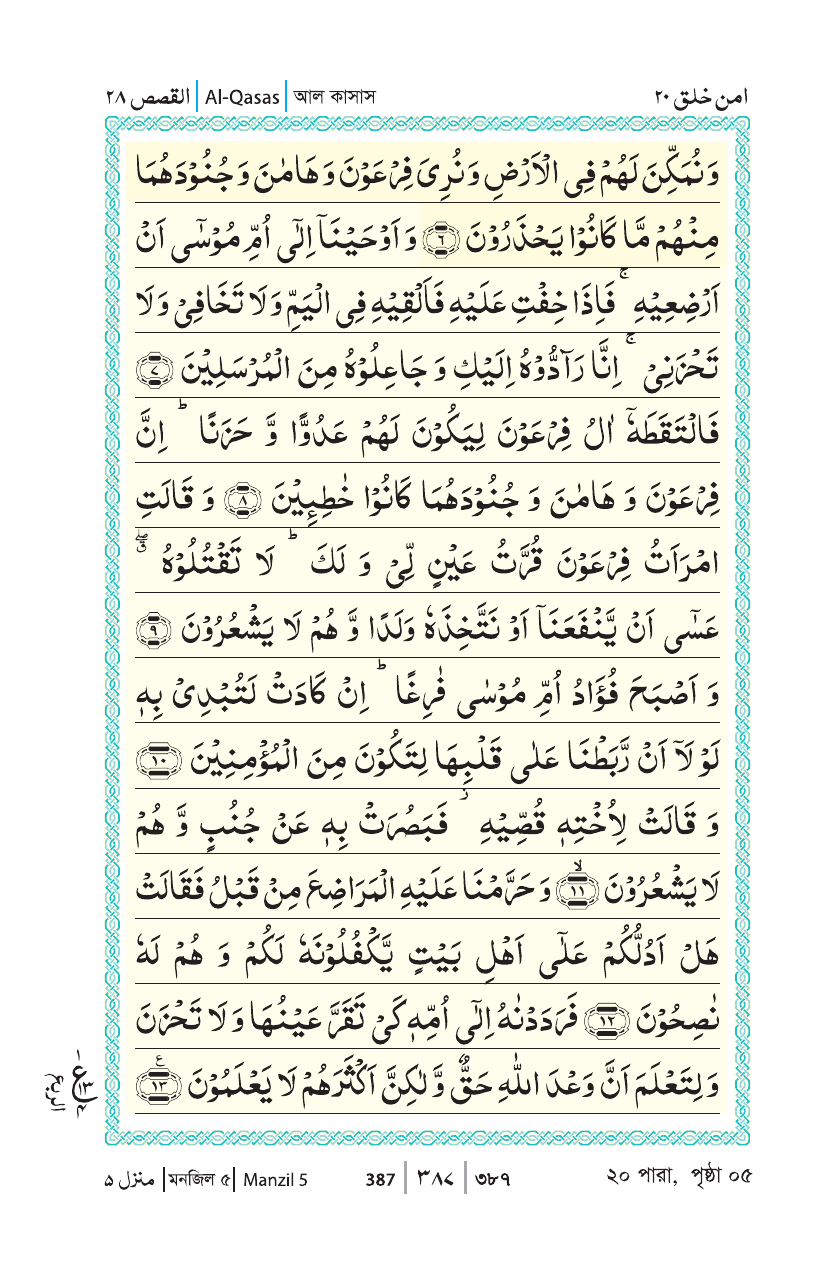 القصص ٢٨ | Al-Qasas | আল কাসাস امن خلق ٢٠
وَنُمَكِّنَ لَهُمْ فِی الْاَرْضِ وَنُرِیَ فِرْعَوْنَ وَ هَامٰنَ وَ جُنُوْدَهُمَا
مِنْهُمْ مَّا كَانُوْا یَحْذَرُوْنَ ﴿٦﴾ وَ اَوْحَیْنَاۤ اِلٰۤی اُمِّ مُوْسٰۤی اَنْ
اَرْضِعِیْهِ ۚ فَاِذَا خِفْتِ عَلَیْهِ فَاَلْقِیْهِ فِی الْیَمِّ وَلَا تَخَافِیْ وَلَا
تَحْزَنِیْ ۚ اِنَّا رَآدُّوْهُ اِلَیْكِ وَ جَاعِلُوْهُ مِنَ الْمُرْسَلِیْنَ ﴿٧﴾
فَالْتَقَطَهٗۤ اٰلُ فِرْعَوْنَ لِیَكُوْنَ لَهُمْ عَدُوًّا وَّ حَزَنًا ؕ اِنَّ
فِرْعَوْنَ وَ هَامٰنَ وَ جُنُوْدَهُمَا كَانُوْا خٰطِـِٕیْنَ ﴿٨﴾ وَ قَالَتِ
امْرَاَتُ فِرْعَوْنَ قُرَّتُ عَیْنٍ لِّیْ وَ لَكَ ؕ لَا تَقْتُلُوْهُ ۖۗ
عَسٰۤی اَنْ یَّنْفَعَنَاۤ اَوْ نَتَّخِذَهٗ وَلَدًا وَّ هُمْ لَا یَشْعُرُوْنَ ﴿٩﴾
وَ اَصْبَحَ فُؤَادُ اُمِّ مُوْسٰی فٰرِغًا ؕ اِنْ كَادَتْ لَتُبْدِیْ بِهٖ
لَوْ لَاۤ اَنْ رَّبَطْنَا عَلٰی قَلْبِهَا لِتَكُوْنَ مِنَ الْمُؤْمِنِیْنَ ﴿١٠﴾
وَ قَالَتْ لِاُخْتِهٖ قُصِّیْهِ ؗ فَبَصُرَتْ بِهٖ عَنْ جُنُبٍ وَّ هُمْ
لَا یَشْعُرُوْنَ ﴿١١﴾ۙ وَ حَرَّمْنَا عَلَیْهِ الْمَرَاضِعَ مِنْ قَبْلُ فَقَالَتْ
هَلْ اَدُلُّكُمْ عَلٰۤی اَهْلِ بَیْتٍ یَّكْفُلُوْنَهٗ لَكُمْ وَ هُمْ لَهٗ
نٰصِحُوْنَ ﴿١٢﴾ فَرَدَدْنٰهُ اِلٰۤی اُمِّهٖ كَیْ تَقَرَّ عَیْنُهَا وَ لَا تَحْزَنَ
وَ لِتَعْلَمَ اَنَّ وَعْدَ اللّٰهِ حَقٌّ وَّ لٰكِنَّ اَكْثَرَهُمْ لَا یَعْلَمُوْنَ ﴿١٣﴾
الربع
منزل ٥ | মনজিল ৫ | Manzil 5 387 | ٣٨٧ | ৩৮৭ ২০ পারা, পৃষ্ঠা ০৫